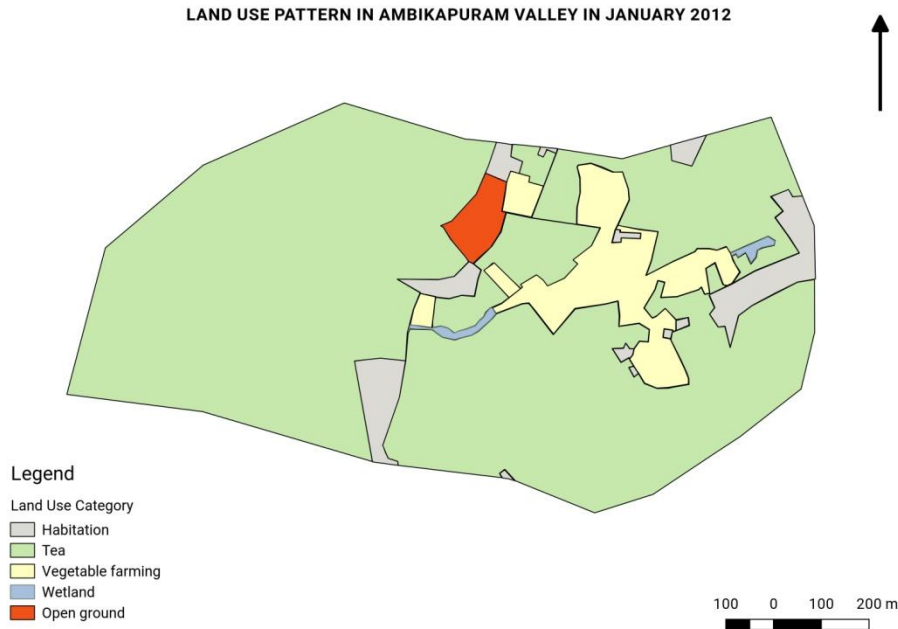 LAND USE PATTERN IN AMBIKAPURAM VALLEY IN JANUARY 2012
Legend
Land Use Category
Habitation
Tea
Vegetable farming
Wetland
Open ground
100 0 100 200 m